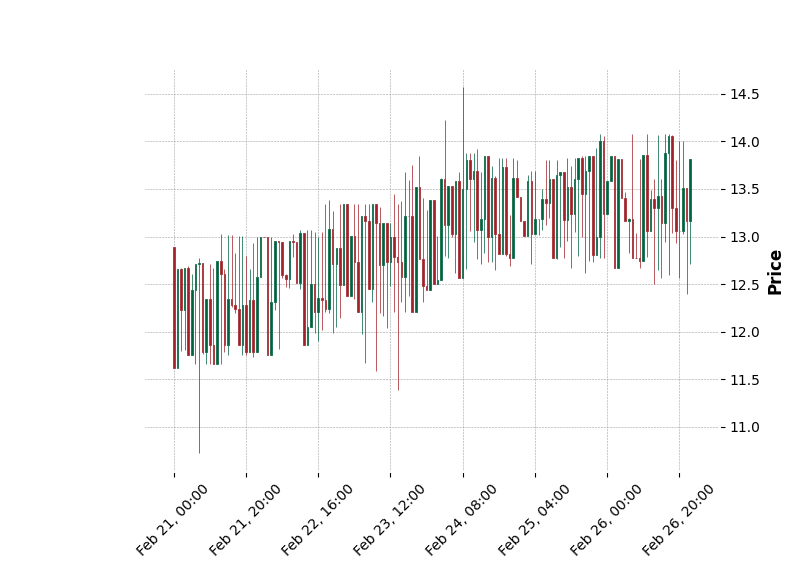 14.5
14.0
13.5
13.0
12.5
12.0
11.5
11.0
Price
Feb 21, 00:00
Feb 21, 20:00
Feb 22, 16:00
Feb 23, 12:00
Feb 24, 08:00
Feb 25, 04:00
Feb 26, 00:00
Feb 26, 20:00